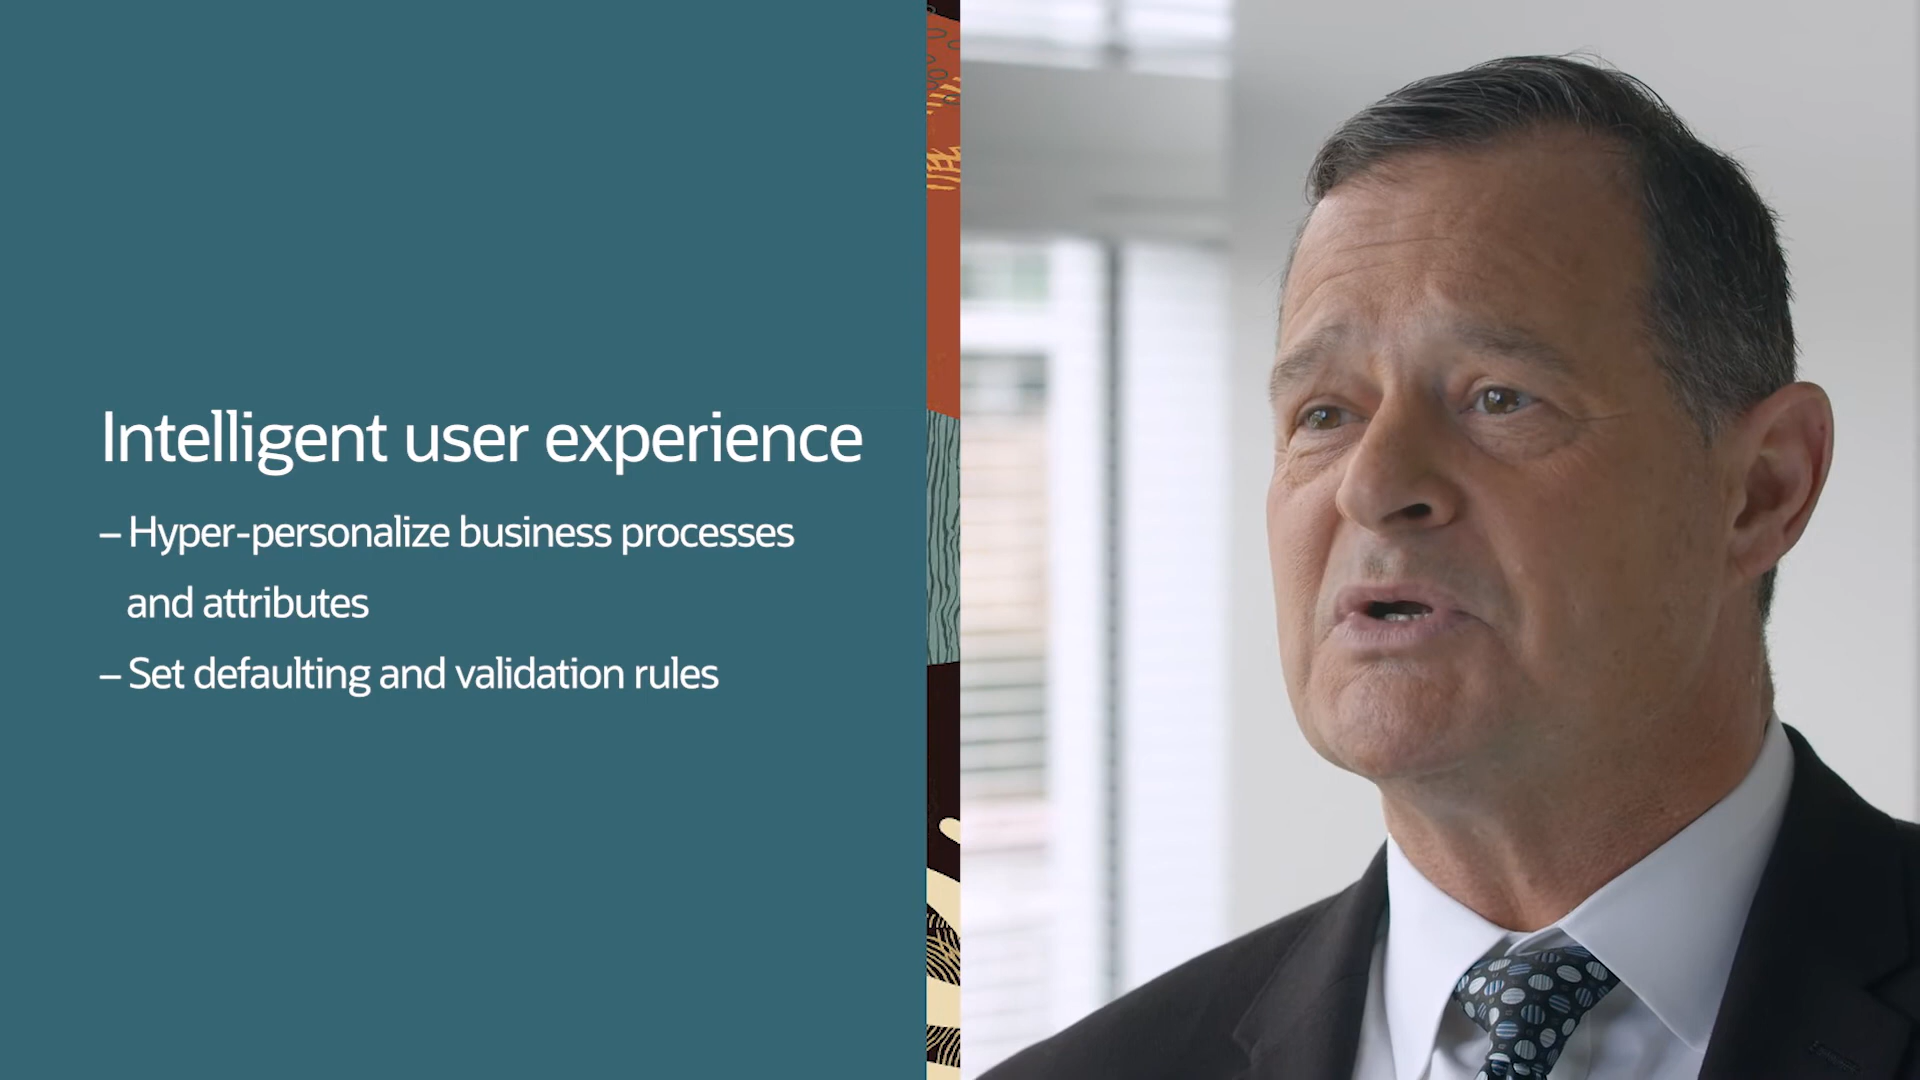 Intelligent user experience
– Hyper-personalize business processes
and attributes
– Set defaulting and validation rules